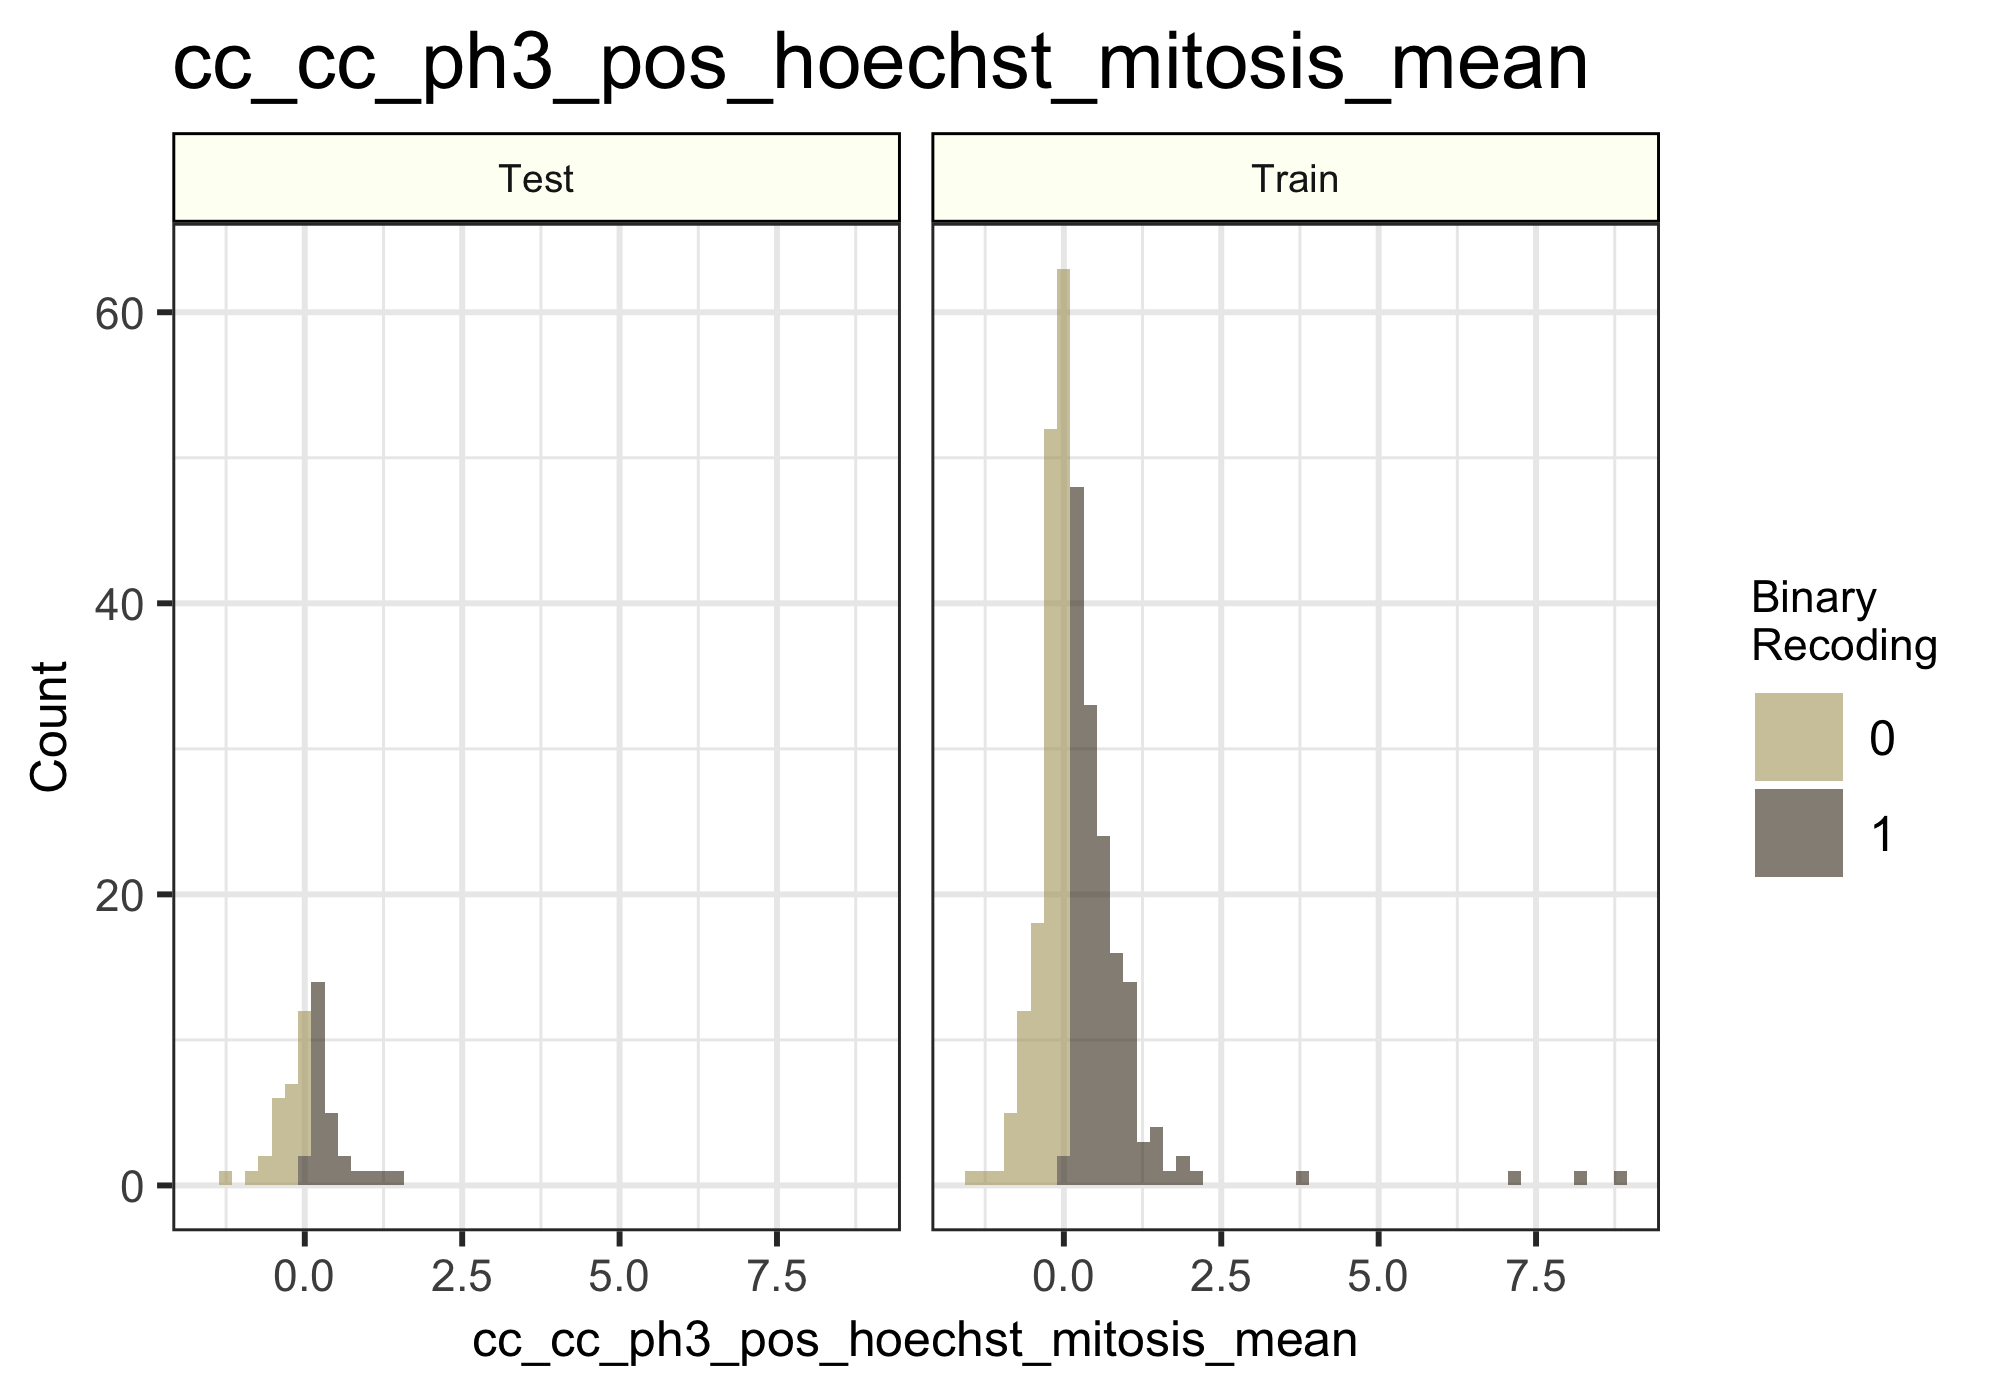 cc_cc_ph3_pos_hoechst_mitosis_mean
Test
Train
60
40
20
0
Count
0.0 2.5 5.0 7.5
0.0 2.5 5.0 7.5
cc_cc_ph3_pos_hoechst_mitosis_mean
Binary
Recoding
0
1